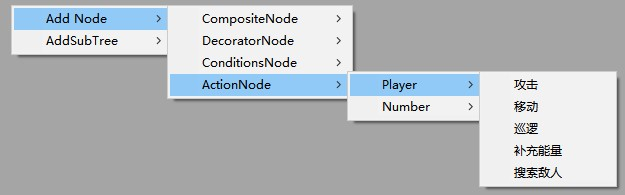 Add Node
AddSubTree
CompositeNode
DecoratorNode
ConditionsNode
ActionNode
Player
Number
攻击
移动
巡逻
补充能量
搜索敌人